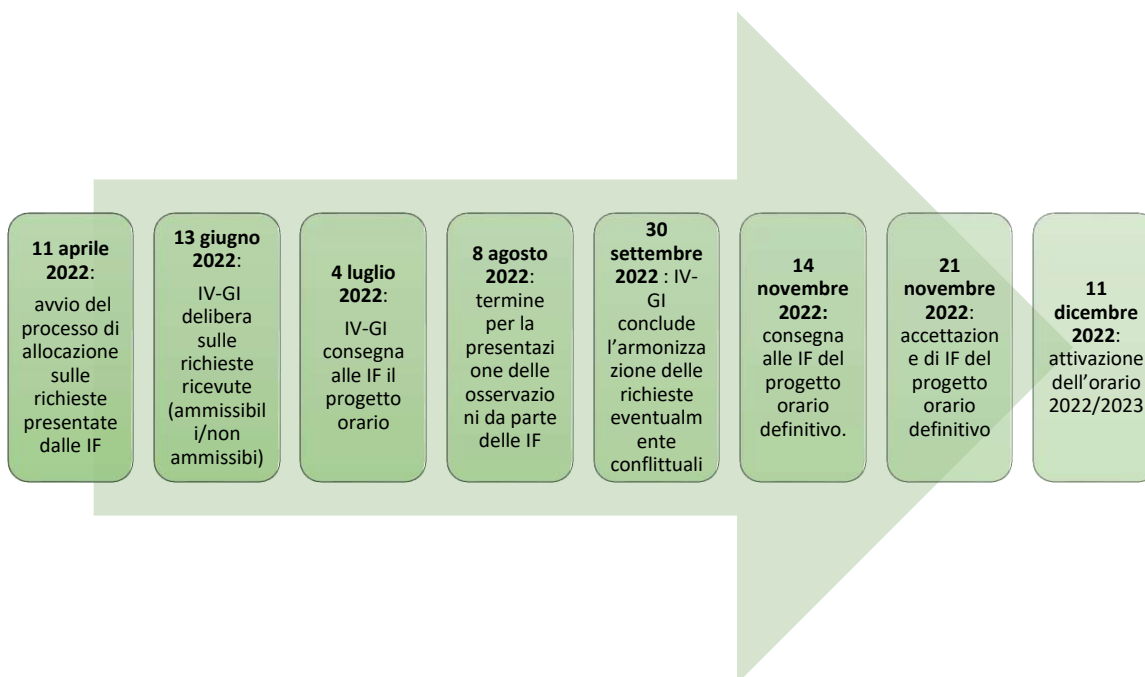 11 aprile
2022:
avvio del
processo di
allocazione
sulle
richieste
presentate
dalle IF
13 giugno
2022:
IV-GI
delibera
sulle
richieste
ricevute
(ammissibil
i/non
ammissibi)
4 luglio
2022:
IV-GI
consegna
alle IF il
progetto
orario
8 agosto
2022:
termine
per la
presentazi
one delle
osservazio
ni da parte
delle IF
30
settembre
2022 : IV-
GI
conclude
l’armonizza
zione delle
richieste
eventualm
ente
conflittuali
14
novembre
2022:
consegna
alle IF del
progetto
orario
definitivo.
21
novembre
2022:
accettazion
e di IF del
progetto
orario
definitivo
11
dicembre
2022:
attivazione
dell’orario
2022/2023